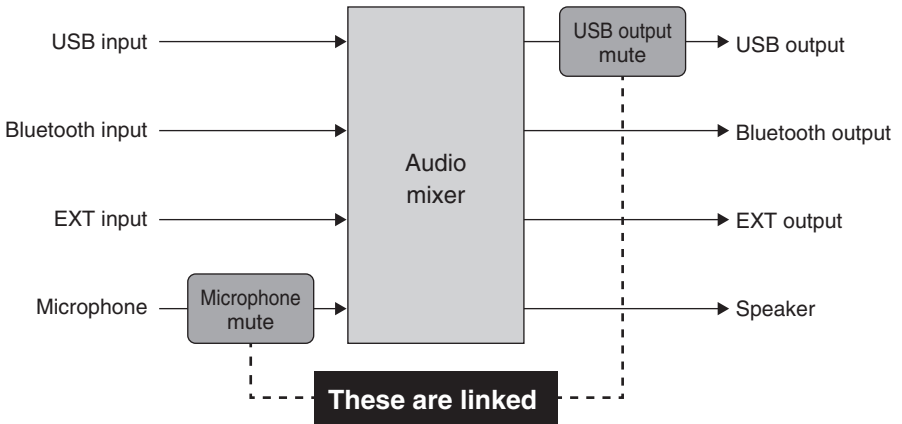 USB input
USB output
mute
USB output
Bluetooth input
Bluetooth output
Audio
mixer
EXT input
EXT output
Microphone
Microphone
mute
Speaker
These are linked